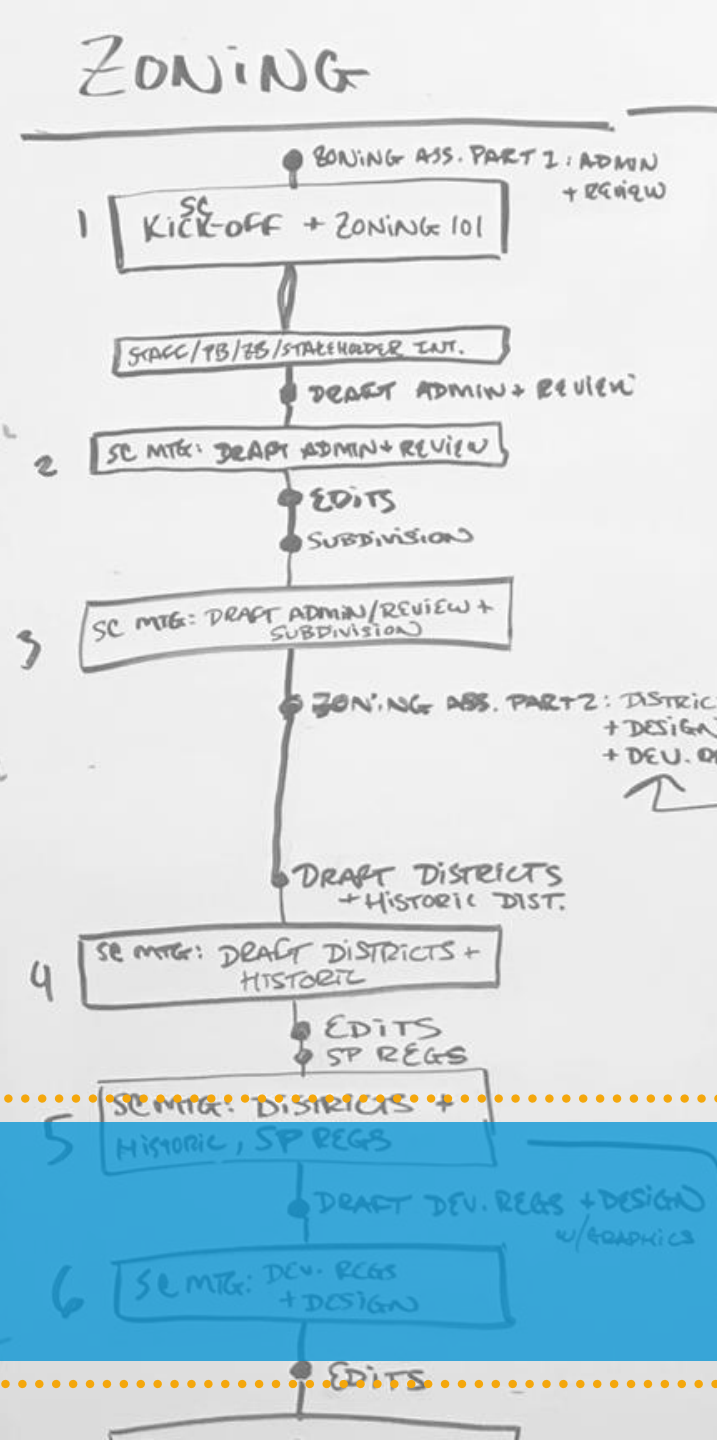 ZONING
ZONING ASS. PART 1: ADMIN
+ REVIEW
1
SC
KICK-OFF + ZONING 101
STAFF/PB/ZB/STAKEHOLDER INT.
DRAFT ADMIN + REVIEW
2
SC MTG: DRAFT ADMIN + REVIEW
EDITS
SUBDIVISION
3
SC MTG: DRAFT ADMIN/REVIEW +
SUBDIVISION
ZONING ASS. PART 2: DISTRIC
+ DESIGN
+ DEV.
DRAFT DISTRICTS
+ HISTORIC DIST.
4
SC MTG: DRAFT DISTRICTS +
HISTORIC
EDITS
SP REGS
5
SC MTG: DISTRICTS +
HISTORIC, SP REGS
DRAFT DEV. REGS + DESIGN
W/GRAPHICS
6
SC MTG: DEV. REGS
+ DESIGN
EDITS